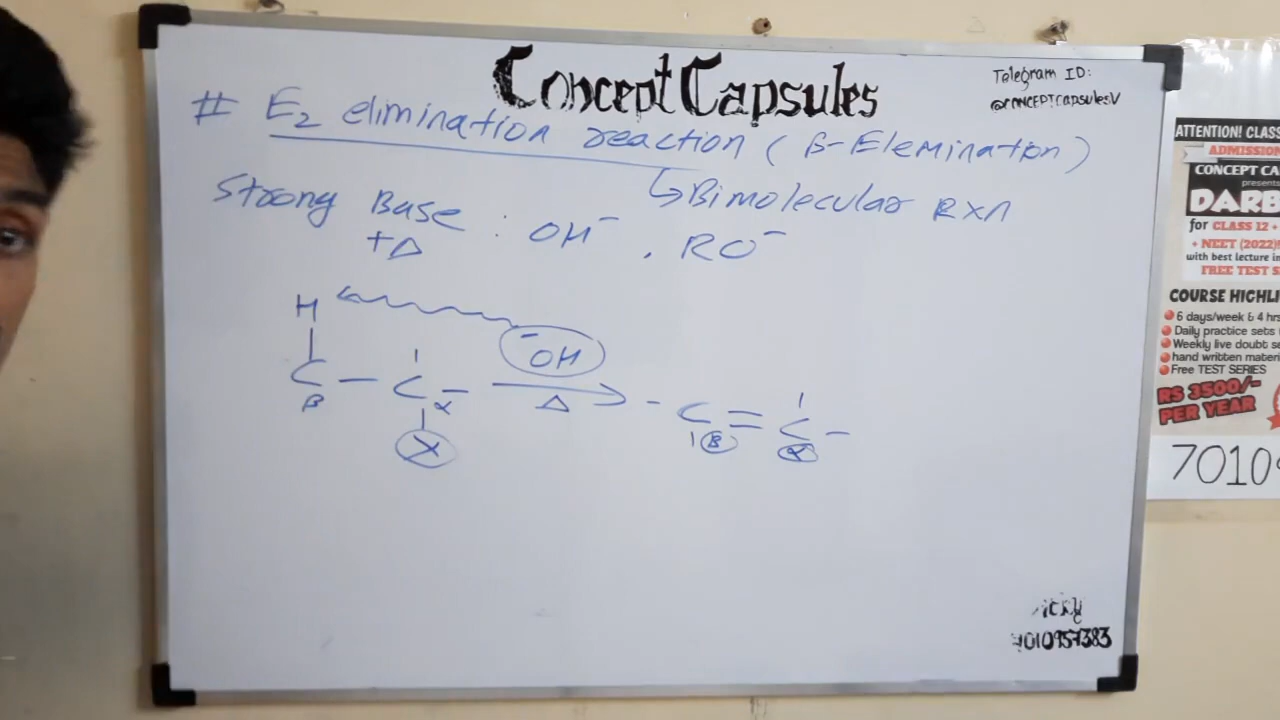 Concept Capsules
Telegram ID:
@CONCEPTCapsulesV
# E2 elimination reaction (β-Elemination)
↳Bimolecular Rxn
Strong Base : OH⁻ , RO⁻
+Δ
H
⁻OH
C — C —
β α
X
Δ
- C = C -
β α
7010957383
ATTENTION! CLASS
ADMISSION
CONCEPT CA
presents
DARB
for CLASS 12 +
+ NEET (2022)
with best lecture in
FREE TEST S
COURSE HIGHLI
6 days/week & 4 hrs
Daily practice sets
Weekly live doubt se
hand written materi
Free TEST SERIES
RS 3500/-
PER YEAR
7010